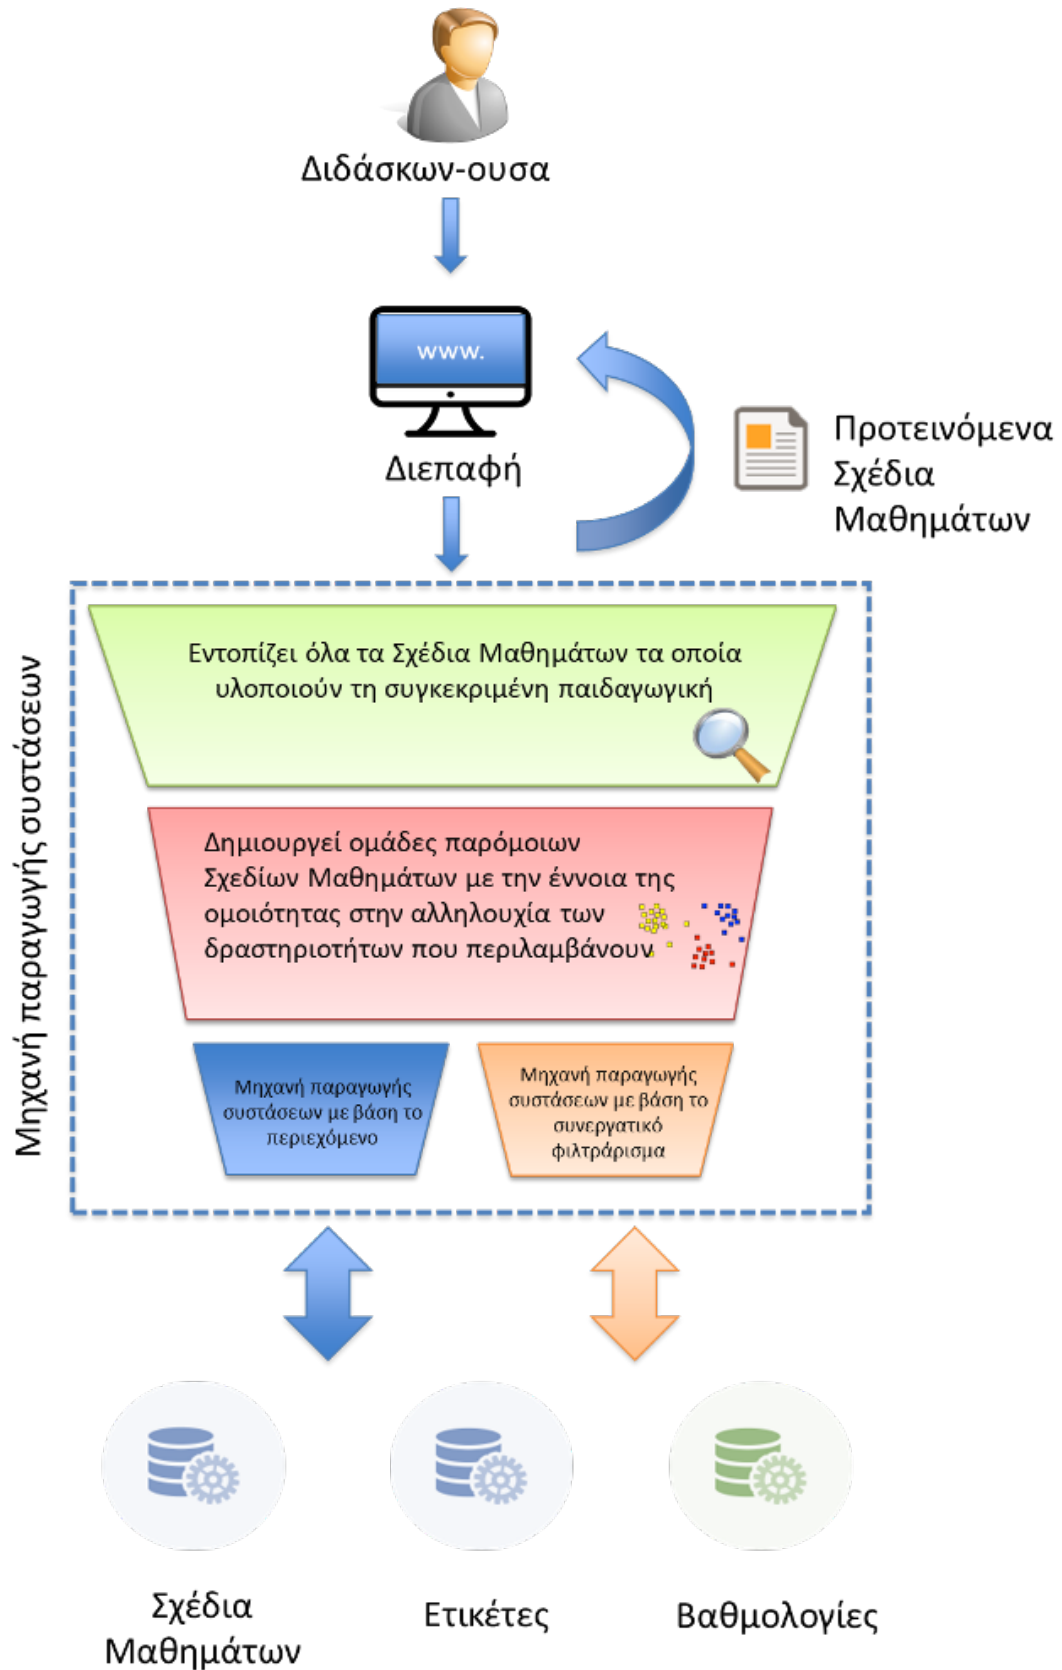 Διδάσκων-ουσα
www.
Διεπαφή
Προτεινόμενα
Σχέδια
Μαθημάτων
Μηχανή παραγωγής συστάσεων
Εντοπίζει όλα τα Σχέδια Μαθημάτων τα οποία
υλοποιούν τη συγκεκριμένη παιδαγωγική
Δημιουργεί ομάδες παρόμοιων
Σχεδίων Μαθημάτων με την έννοια της
ομοιότητας στην αλληλουχία των
δραστηριοτήτων που περιλαμβάνουν
Μηχανή παραγωγής
συστάσεων με βάση το
περιεχόμενο
Μηχανή παραγωγής
συστάσεων με βάση το
συνεργατικό
φιλτράρισμα
Σχέδια
Μαθημάτων
Ετικέτες
Βαθμολογίες